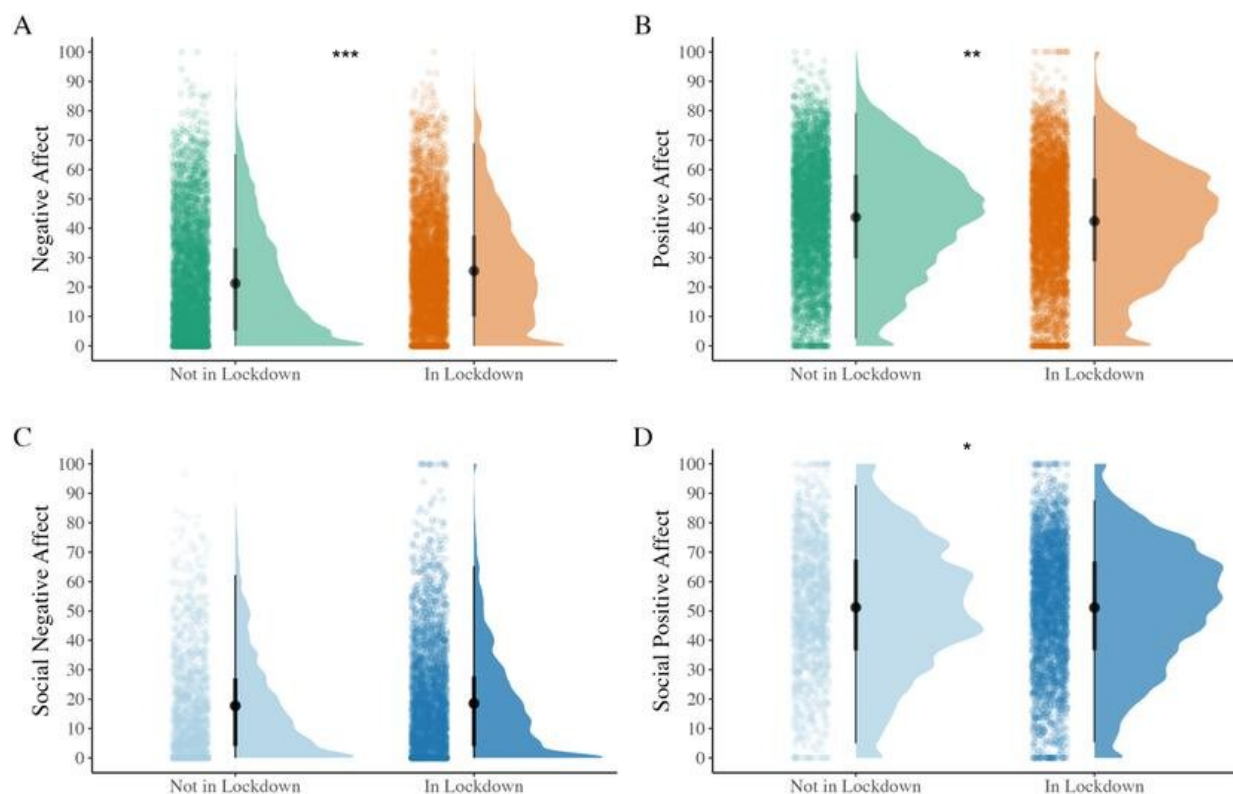 A
Negative Affect
100
90
80
70
60
50
40
30
20
10
0
***
Not in Lockdown
In Lockdown
B
Positive Affect
100
90
80
70
60
50
40
30
20
10
0
**
Not in Lockdown
In Lockdown
C
Social Negative Affect
100
90
80
70
60
50
40
30
20
10
0
Not in Lockdown
In Lockdown
D
Social Positive Affect
100
90
80
70
60
50
40
30
20
10
0
*
Not in Lockdown
In Lockdown